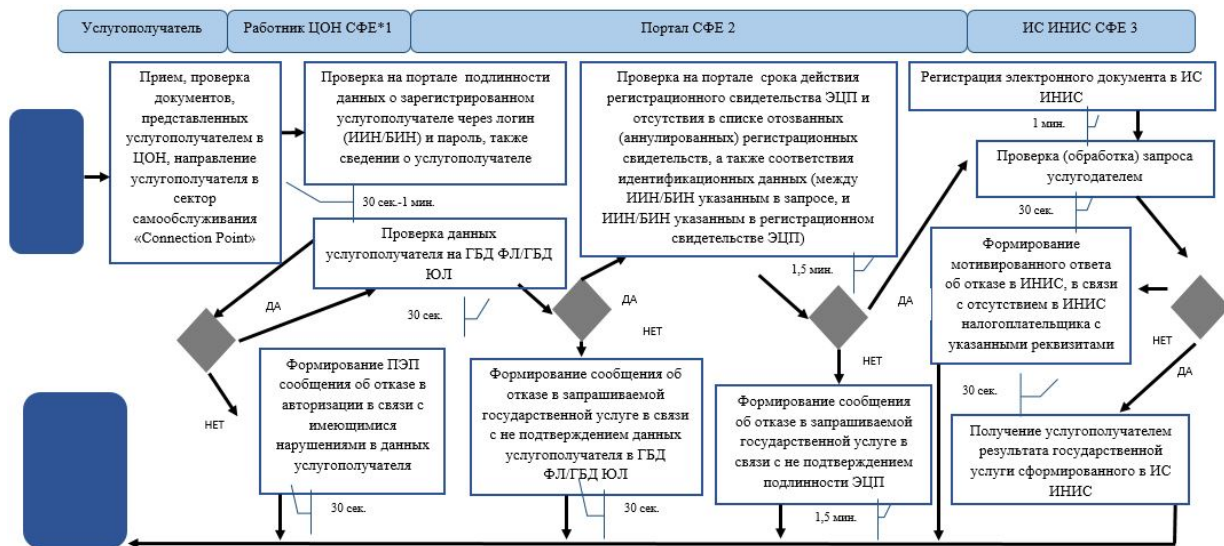 Услугополучатель
Работник ЦОН СФЕ*1
Портал СФЕ 2
ИС ИНИС СФЕ 3
Прием, проверка
документов,
представленных
услугополучателем в
ЦОН, направление
услугополучателя в
сектор
самообслуживания
«Connection Point»
Проверка на портале подлинности
данных о зарегистрированном
услугополучателе через логин
(ИИН/БИН) и пароль, также
сведении о услугополучателе
30 сек.-1 мин.
Проверка данных
услугополучателя на ГБД ФЛ/ГБД
ЮЛ
30 сек.
ДА
НЕТ
Формирование ПЭП
сообщения об отказе в
авторизации в связи с
имеющимися
нарушениями в данных
услугополучателя
30 сек.
Проверка на портале срока действия
регистрационного свидетельства ЭЦП и
отсутствия в списке отозванных
(аннулированных) регистрационных
свидетельств, а также соответствия
идентификационных данных (между
ИИН/БИН указанным в запросе, и
ИИН/БИН указанным в регистрационном
свидетельстве ЭЦП)
1,5 мин.
ДА
НЕТ
Формирование сообщения об
отказе в запрашиваемой
государственной услуге в связи
с не подтверждением данных
услугополучателя в ГБД
ФЛ/ГБД ЮЛ
30 сек.
ДА
НЕТ
Формирование сообщения
об отказе в запрашиваемой
государственной услуге в
связи с не подтверждением
подлинности ЭЦП
1,5 мин.
Регистрация электронного документа в ИС
ИНИС
1 мин.
Проверка (обработка) запроса
услугодателем
30 сек.
Формирование
мотивированного ответа
об отказе в ИНИС, в связи
с отсутствием в ИНИС
налогоплательщика с
указанными реквизитами
НЕТ
ДА
30 сек.
Получение услугополучателем
результата государственной
услуги сформированного в ИС
ИНИС